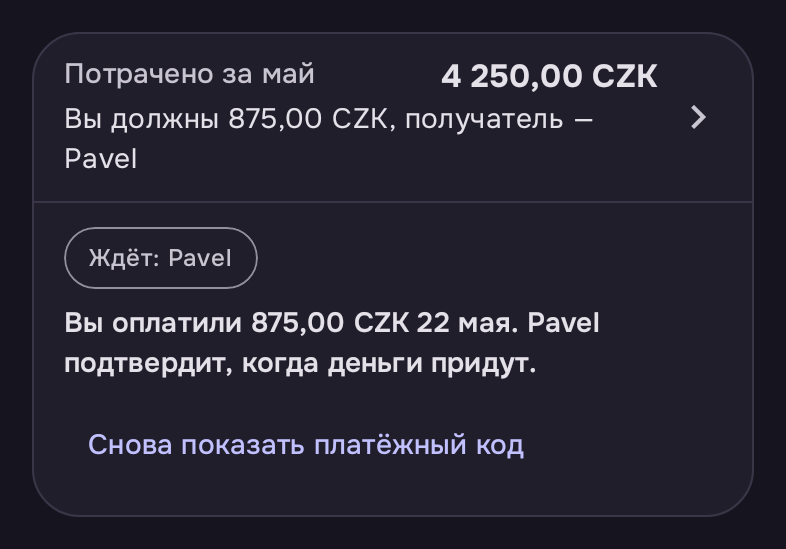 Потрачено за май 4 250,00 CZK
Вы должны 875,00 CZK, получатель —
Pavel
Ждёт: Pavel
Вы оплатили 875,00 CZK 22 мая. Pavel
подтвердит, когда деньги придут.
Снова показать платёжный код